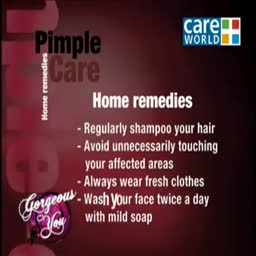 care
WORLD
Pimple
Care
Home remedies
Home remedies
- Regularly shampoo your hair
- Avoid unnecessarily touching
your affected areas
- Always wear fresh clothes
- Wash your face twice a day
with mild soap
Gorgeous
You